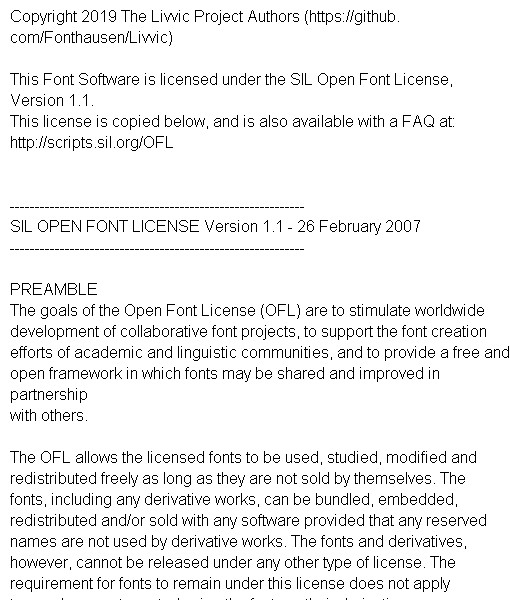 Copyright 2019 The Livvic Project Authors (https://github.
com/Fonthausen/Livvic)

This Font Software is licensed under the SIL Open Font License,
Version 1.1.
This license is copied below, and is also available with a FAQ at:
http://scripts.sil.org/OFL


-----------------------------------------------------------
SIL OPEN FONT LICENSE Version 1.1 - 26 February 2007
-----------------------------------------------------------

PREAMBLE
The goals of the Open Font License (OFL) are to stimulate worldwide
development of collaborative font projects, to support the font creation
efforts of academic and linguistic communities, and to provide a free and
open framework in which fonts may be shared and improved in
partnership
with others.

The OFL allows the licensed fonts to be used, studied, modified and
redistributed freely as long as they are not sold by themselves. The
fonts, including any derivative works, can be bundled, embedded,
redistributed and/or sold with any software provided that any reserved
names are not used by derivative works. The fonts and derivatives,
however, cannot be released under any other type of license. The
requirement for fonts to remain under this license does not apply